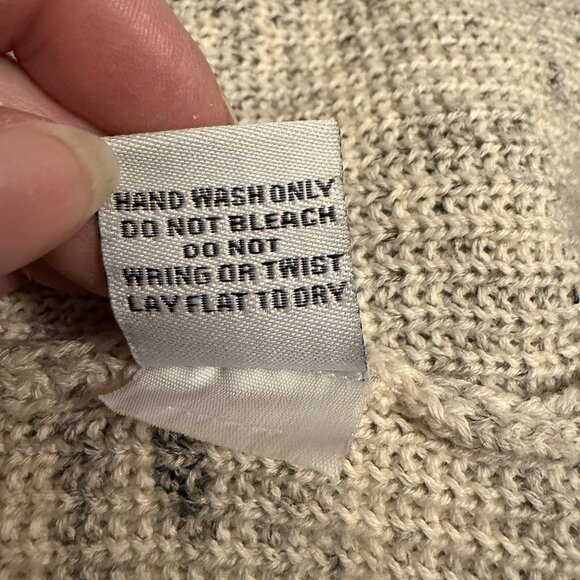 HAND WASH ONLY
DO NOT BLEACH
DO NOT
WRING OR TWIST
LAY FLAT TO DRY